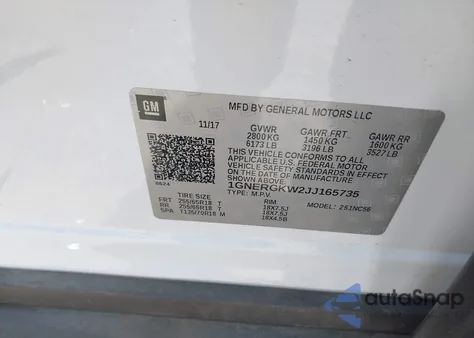 GM
MFD BY GENERAL MOTORS LLC
11/17
GVWR GAWR FRT GAWR RR
2800 KG 1450 KG 1600 KG
6173 LB 3196 LB 3527 LB
THIS VEHICLE CONFORMS TO ALL
APPLICABLE U.S. FEDERAL MOTOR
VEHICLE SAFETY STANDARDS IN
EFFECT ON THE DATE OF MANUFACTURE
SHOWN ABOVE.
1GNERGKW2JJ165735
TYPE: M.P.V. MODEL:
TIRE SIZE SPEED RTG RIM
FRT 255/65R18 T 18X7.5J
RR 255/65R18 T 18X7.5J
SPA T135/70R18 M 18X4.5B
autoSnap